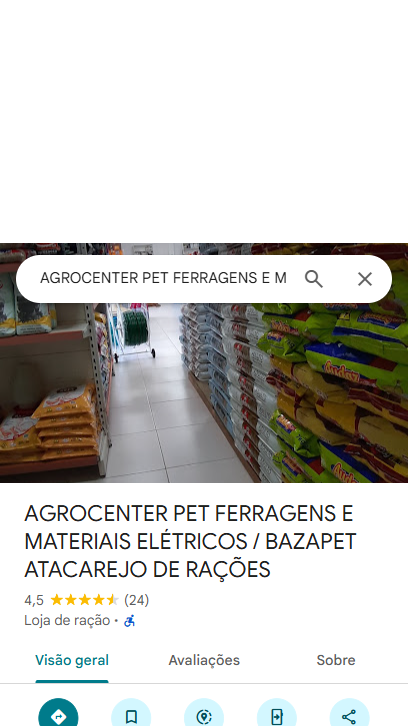 AGROCENTER PET FERRAGENS E M
AGROCENTER PET FERRAGENS E
MATERIAIS ELÉTRICOS / BAZAPET
ATACAREJO DE RAÇÕES
4,5 (24)
Loja de ração ·
Visão geral Avaliações Sobre